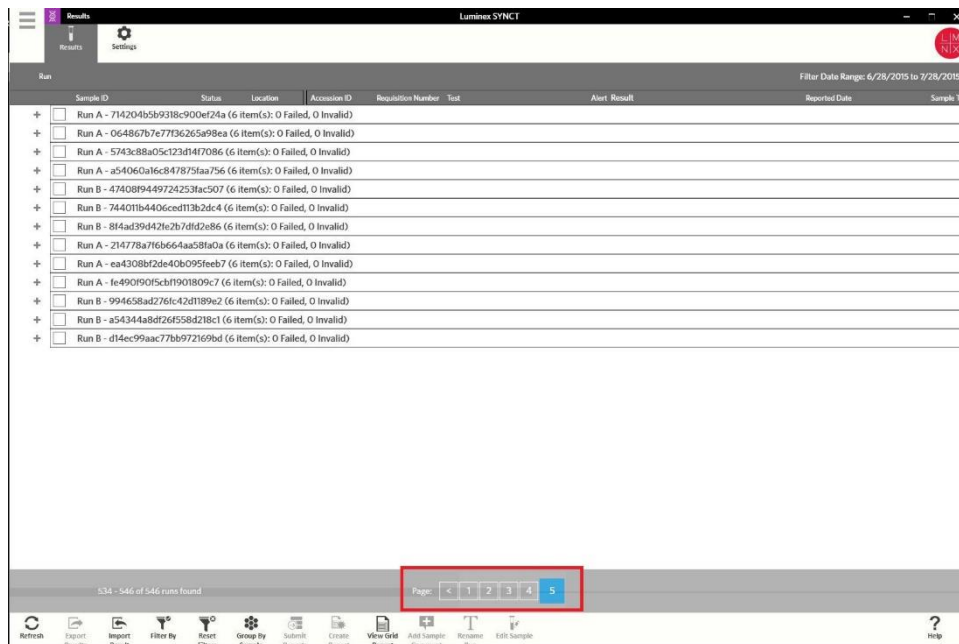 Results
Luminex SYNCT
Results
Settings
LM
NX
Run
Filter Date Range: 6/28/2015 to 7/28/2015
Sample ID Status Location Accession ID Requisition Number Test Alert Result Reported Date Sample T
Run A - 714204b5b9318c900ef24a (6 item(s): 0 Failed, 0 Invalid)
Run A - 064867b7e77f36265a98ea (6 item(s): 0 Failed, 0 Invalid)
Run A - 5743c88a05c123d14f7086 (6 item(s): 0 Failed, 0 Invalid)
Run A - a54060a16c847875faa756 (6 item(s): 0 Failed, 0 Invalid)
Run B - 47408f9449724253fac507 (6 item(s): 0 Failed, 0 Invalid)
Run B - 744011b4406ced113b2dc4 (6 item(s): 0 Failed, 0 Invalid)
Run B - 8f4ad39d42fe2b7dfd2e86 (6 item(s): 0 Failed, 0 Invalid)
Run A - 214778a7f6b664aa58fa0a (6 item(s): 0 Failed, 0 Invalid)
Run A - ea4308bf2de40b095feeb7 (6 item(s): 0 Failed, 0 Invalid)
Run A - fe490f90f5cbf1901809c7 (6 item(s): 0 Failed, 0 Invalid)
Run B - 994658ad276fc42d1189e2 (6 item(s): 0 Failed, 0 Invalid)
Run B - a54344a8df26f558d218c1 (6 item(s): 0 Failed, 0 Invalid)
Run B - d14ec99aac77bb972169bd (6 item(s): 0 Failed, 0 Invalid)
534 - 546 of 546 runs found
Page: < 1 2 3 4 5
Refresh Export Import Filter By Reset Group By Submit Create View Grid Add Sample Rename Edit Sample Help